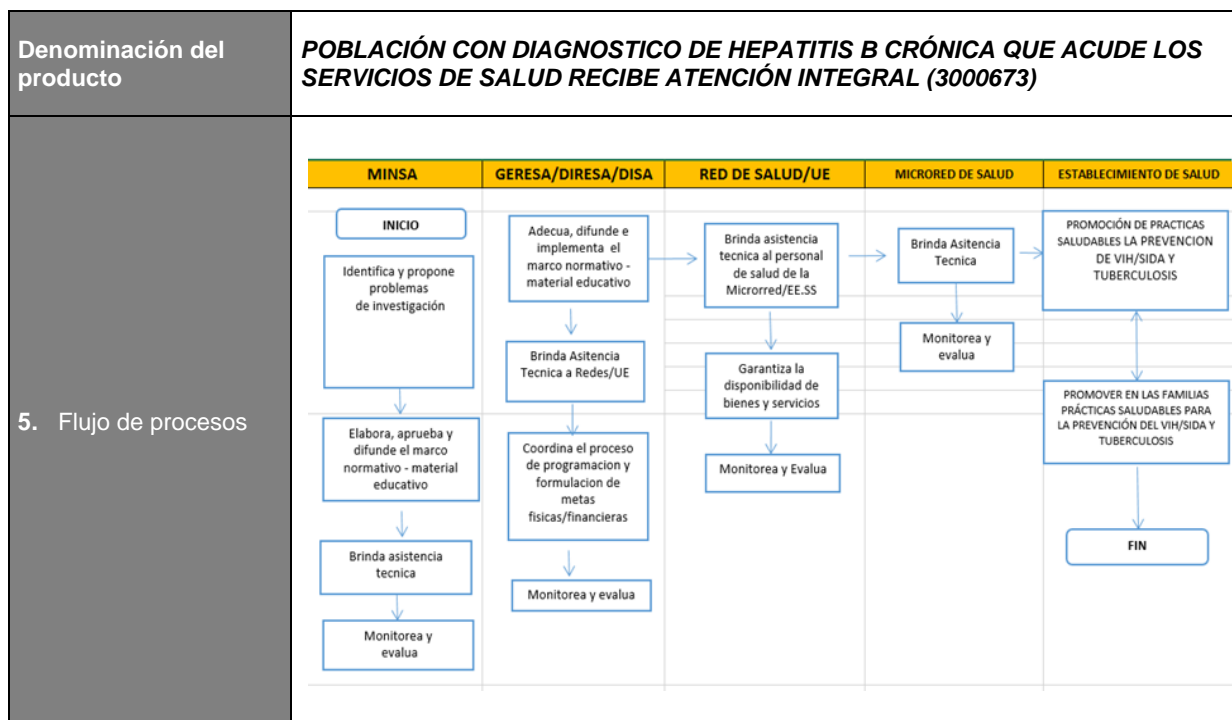 Denominación del
producto
POBLACIÓN CON DIAGNOSTICO DE HEPATITIS B CRÓNICA QUE ACUDE LOS
SERVICIOS DE SALUD RECIBE ATENCIÓN INTEGRAL (3000673)
5. Flujo de procesos
MINSA
GERESA/DIRESA/DISA
RED DE SALUD/UE
MICRORED DE SALUD
ESTABLECIMIENTO DE SALUD
INICIO
Identifica y propone
problemas
de investigación
Elabora, aprueba y
difunde el marco
normativo - material
educativo
Brinda asistencia
tecnica
Monitorea y
evalua
Adecua, difunde e
implementa el
marco normativo -
material educativo
Brinda Asitencia
Tecnica a Redes/UE
Coordina el proceso
de programacion y
formulacion de
metas
fisicas/financieras
Monitorea y evalua
Brinda asistencia
tecnica al personal
de salud de la
Microrred/EE.SS
Garantiza la
disponibilidad de
bienes y servicios
Monitorea y Evalua
Brinda Asitencia
Tecnica
Monitorea y
evalua
PROMOCIÓN DE PRACTICAS
SALUDABLES LA PREVENCION
DE VIH/SIDA Y
TUBERCULOSIS
PROMOVER EN LAS FAMILIAS
PRÁCTICAS SALUDABLES PARA
LA PREVENCIÓN DEL VIH/SIDA Y
TUBERCULOSIS
FIN